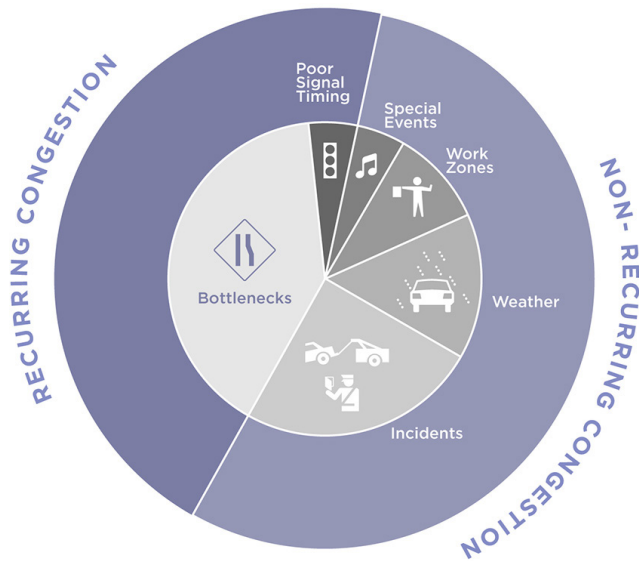 RECURRING CONGESTION
Poor
Signal
Timing
Special
Events
Work
Zones
Weather
Incidents
Bottlenecks
NON- RECURRING CONGESTION